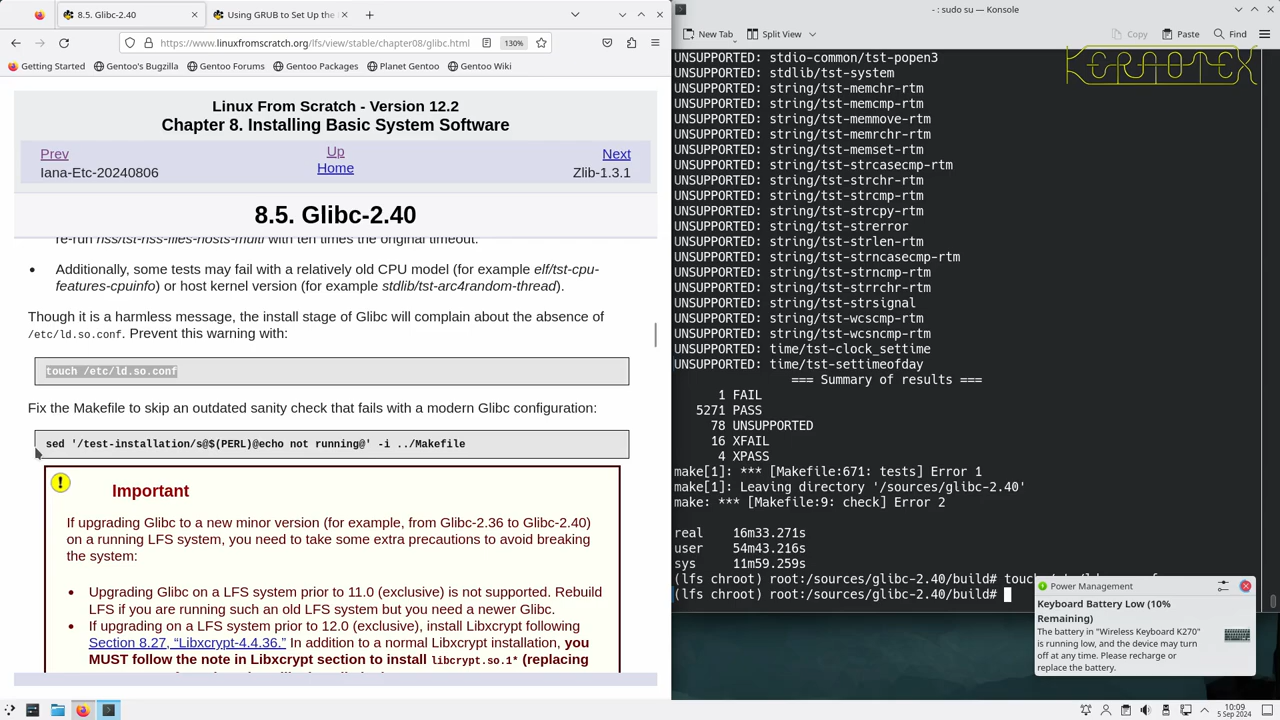 8.5. Glibc-2.40
Using GRUB to Set Up the
https://www.linuxfromscratch.org/lfs/view/stable/chapter08/glibc.html
130%
Getting Started
Gentoo's Bugzilla
Gentoo Forums
Gentoo Packages
Planet Gentoo
Gentoo Wiki
Linux From Scratch - Version 12.2
Chapter 8. Installing Basic System Software
Prev
Up
Next
Iana-Etc-20240806
Home
Zlib-1.3.1
8.5. Glibc-2.40
re-run nss/tst-nss-files-hosts-multi with ten times the original timeout.
Additionally, some tests may fail with a relatively old CPU model (for example elf/tst-cpu-
features-cpuinfo) or host kernel version (for example stdlib/tst-arc4random-thread).
Though it is a harmless message, the install stage of Glibc will complain about the absence of
/etc/ld.so.conf. Prevent this warning with:
touch /etc/ld.so.conf
Fix the Makefile to skip an outdated sanity check that fails with a modern Glibc configuration:
sed '/test-installation/s@$(PERL)@echo not running@' -i ../Makefile
Important
If upgrading Glibc to a new minor version (for example, from Glibc-2.36 to Glibc-2.40)
on a running LFS system, you need to take some extra precautions to avoid breaking
the system:
Upgrading Glibc on a LFS system prior to 11.0 (exclusive) is not supported. Rebuild
LFS if you are running such an old LFS system but you need a newer Glibc.
If upgrading on a LFS system prior to 12.0 (exclusive), install Libxcrypt following
Section 8.27, “Libxcrypt-4.4.36.” In addition to a normal Libxcrypt installation, you
MUST follow the note in Libxcrypt section to install libcrypt.so.1* (replacing
- : sudo su — Konsole
New Tab
Split View
Copy
Paste
Find
KERNOTEX
UNSUPPORTED: stdio-common/tst-popen3
UNSUPPORTED: stdlib/tst-system
UNSUPPORTED: string/tst-memchr-rtm
UNSUPPORTED: string/tst-memcmp-rtm
UNSUPPORTED: string/tst-memmove-rtm
UNSUPPORTED: string/tst-memrchr-rtm
UNSUPPORTED: string/tst-memset-rtm
UNSUPPORTED: string/tst-strcasecmp-rtm
UNSUPPORTED: string/tst-strchr-rtm
UNSUPPORTED: string/tst-strcmp-rtm
UNSUPPORTED: string/tst-strcpy-rtm
UNSUPPORTED: string/tst-strerror
UNSUPPORTED: string/tst-strlen-rtm
UNSUPPORTED: string/tst-strncasecmp-rtm
UNSUPPORTED: string/tst-strncmp-rtm
UNSUPPORTED: string/tst-strrchr-rtm
UNSUPPORTED: string/tst-strsignal
UNSUPPORTED: string/tst-wcscmp-rtm
UNSUPPORTED: string/tst-wcsncmp-rtm
UNSUPPORTED: time/tst-clock_settime
UNSUPPORTED: time/tst-settimeofday
=== Summary of results ===
1 FAIL
5271 PASS
78 UNSUPPORTED
16 XFAIL
4 XPASS
make[1]: *** [Makefile:671: tests] Error 1
make[1]: Leaving directory '/sources/glibc-2.40'
make: *** [Makefile:9: check] Error 2
real 16m33.271s
user 54m43.216s
sys 11m59.259s
(lfs chroot) root:/sources/glibc-2.40/build# touch
(lfs chroot) root:/sources/glibc-2.40/build#
Power Management
Keyboard Battery Low (10%
Remaining)
The battery in "Wireless Keyboard K270"
is running low, and the device may turn
off at any time. Please recharge or
replace the battery.
10:09
5 Sep 2024